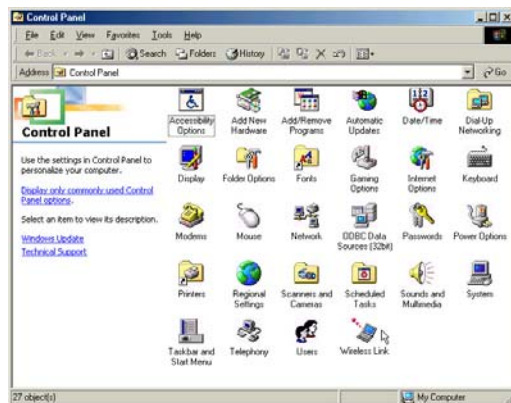 Control Panel
File Edit View Favorites Tools Help
Back Search Folders History
Address Control Panel Go
Control Panel
Use the settings in Control Panel to
personalize your computer.
Display only commonly used Control
Panel options.
Select an item to view its description.
Windows Update
Technical Support
Accessibility Options
Add New Hardware
Add/Remove Programs
Automatic Updates
Date/Time
Dial-Up Networking
Display
Folder Options
Fonts
Gaming Options
Internet Options
Keyboard
Modems
Mouse
Network
ODBC Data Sources (32bit)
Passwords
Power Options
Printers
Regional Settings
Scanners and Cameras
Scheduled Tasks
Sounds and Multimedia
System
Taskbar and Start Menu
Telephony
Users
Wireless Link
27 object(s)
My Computer